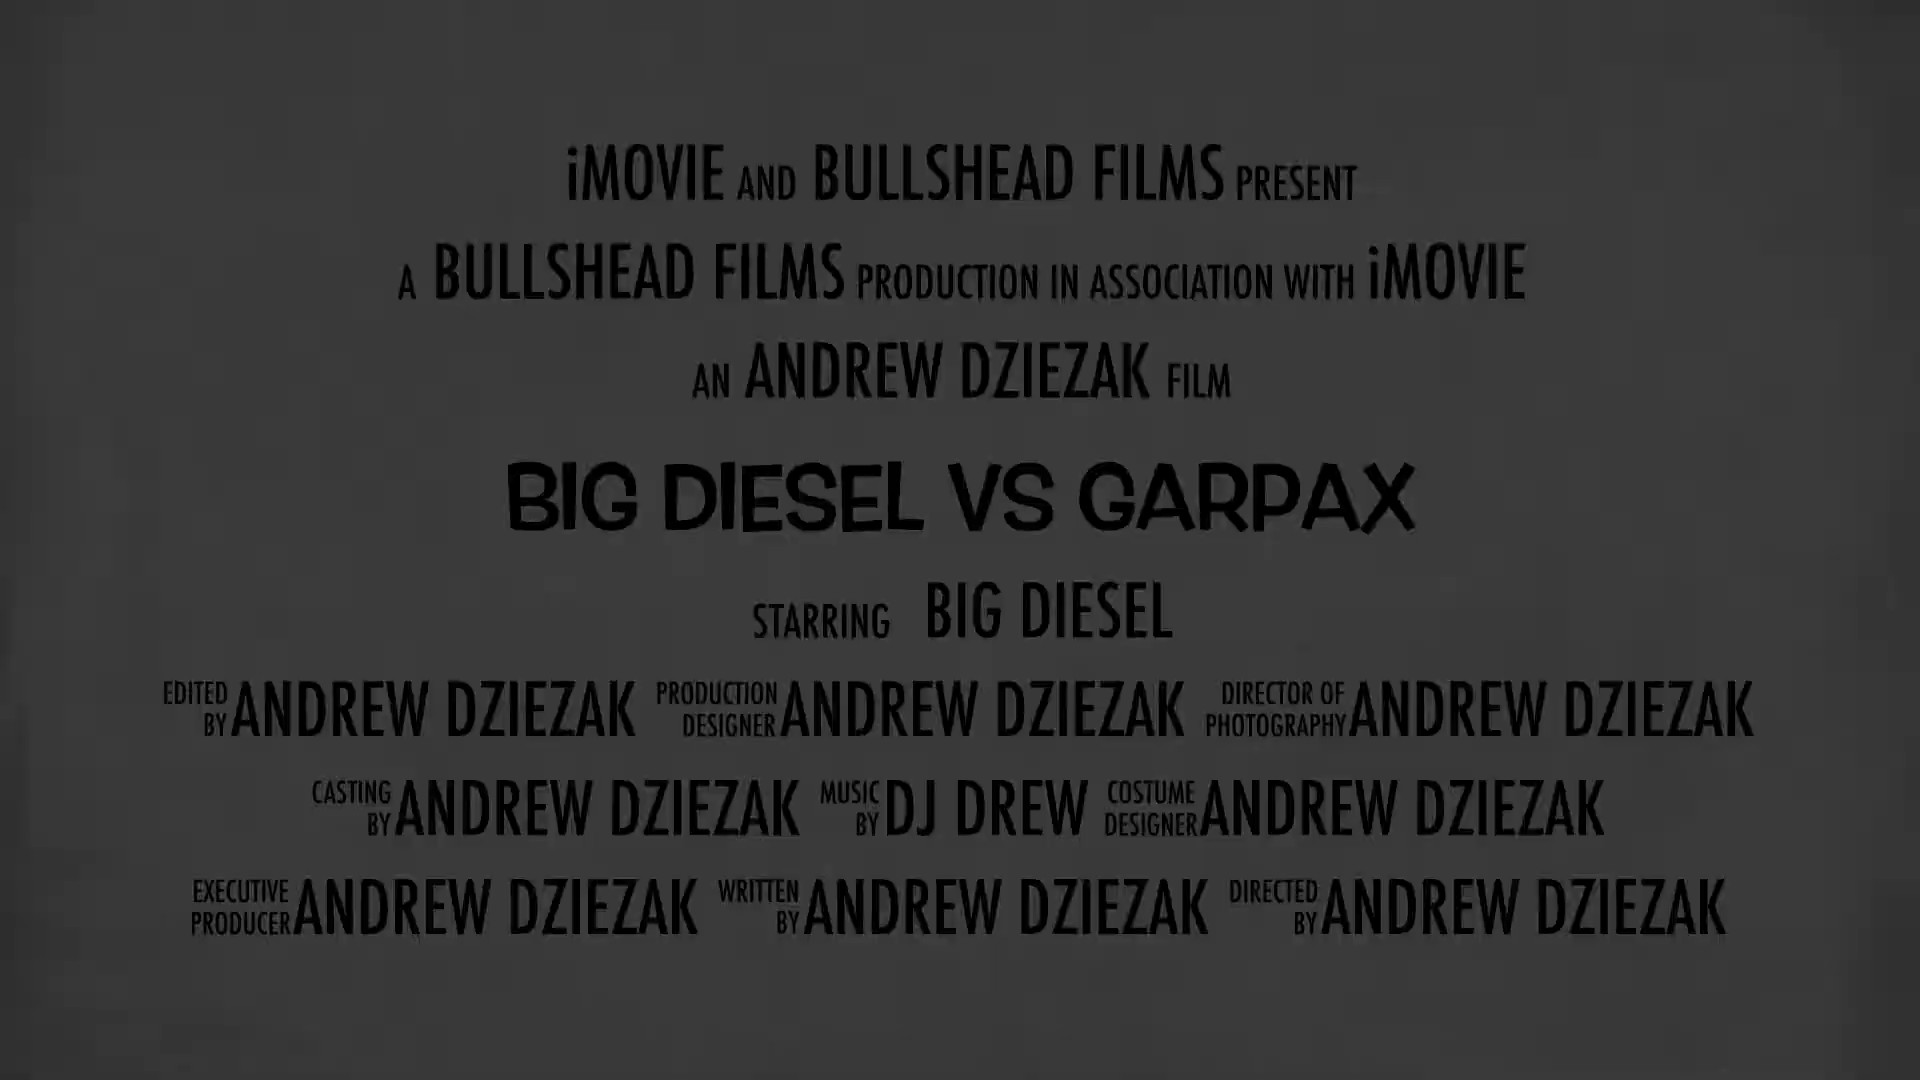 iMOVIE AND BULLSHEAD FILMS PRESENT
A BULLSHEAD FILMS PRODUCTION IN ASSOCIATION WITH iMOVIE
AN ANDREW DZIEZAK FILM
BIG DIESEL VS GARPAX
STARRING BIG DIESEL
EDITED BY ANDREW DZIEZAK PRODUCTION DESIGNER ANDREW DZIEZAK DIRECTOR OF PHOTOGRAPHY ANDREW DZIEZAK
CASTING BY ANDREW DZIEZAK MUSIC BY DJ DREW COSTUME DESIGNER ANDREW DZIEZAK
EXECUTIVE PRODUCER ANDREW DZIEZAK WRITTEN BY ANDREW DZIEZAK DIRECTED BY ANDREW DZIEZAK